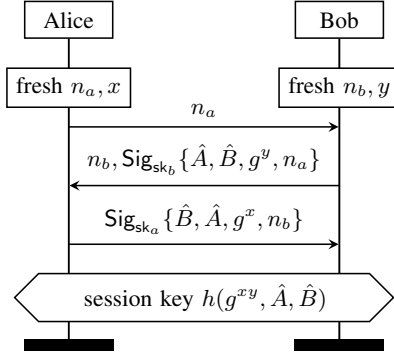 Alice Bob
fresh n_a, x fresh n_b, y
n_a
n_b, Sig_{sk_b}{Â, B̂, g^y, n_a}
Sig_{sk_a}{B̂, Â, g^x, n_b}
session key h(g^{xy}, Â, B̂)